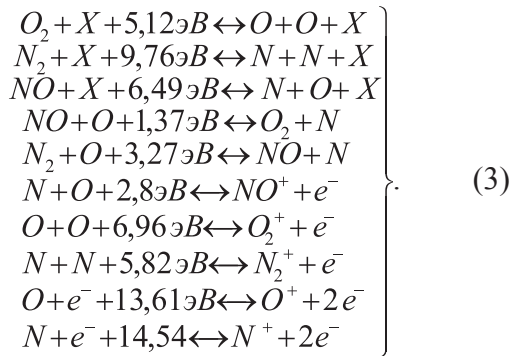 O₂+X+5,12эВ↔O+O+X
N₂+X+9,76эВ↔N+N+X
NO+X+6,49эВ↔N+O+X
NO+O+1,37эВ↔O₂+N
N₂+O+3,27эВ↔NO+N
N+O+2,8эВ↔NO⁺+e⁻
O+O+6,96эВ↔O₂⁺+e⁻
N+N+5,82эВ↔N₂⁺+e⁻
O+e⁻+13,61эВ↔O⁺+2e⁻
N+e⁻+14,54↔N⁺+2e⁻
}. (3)